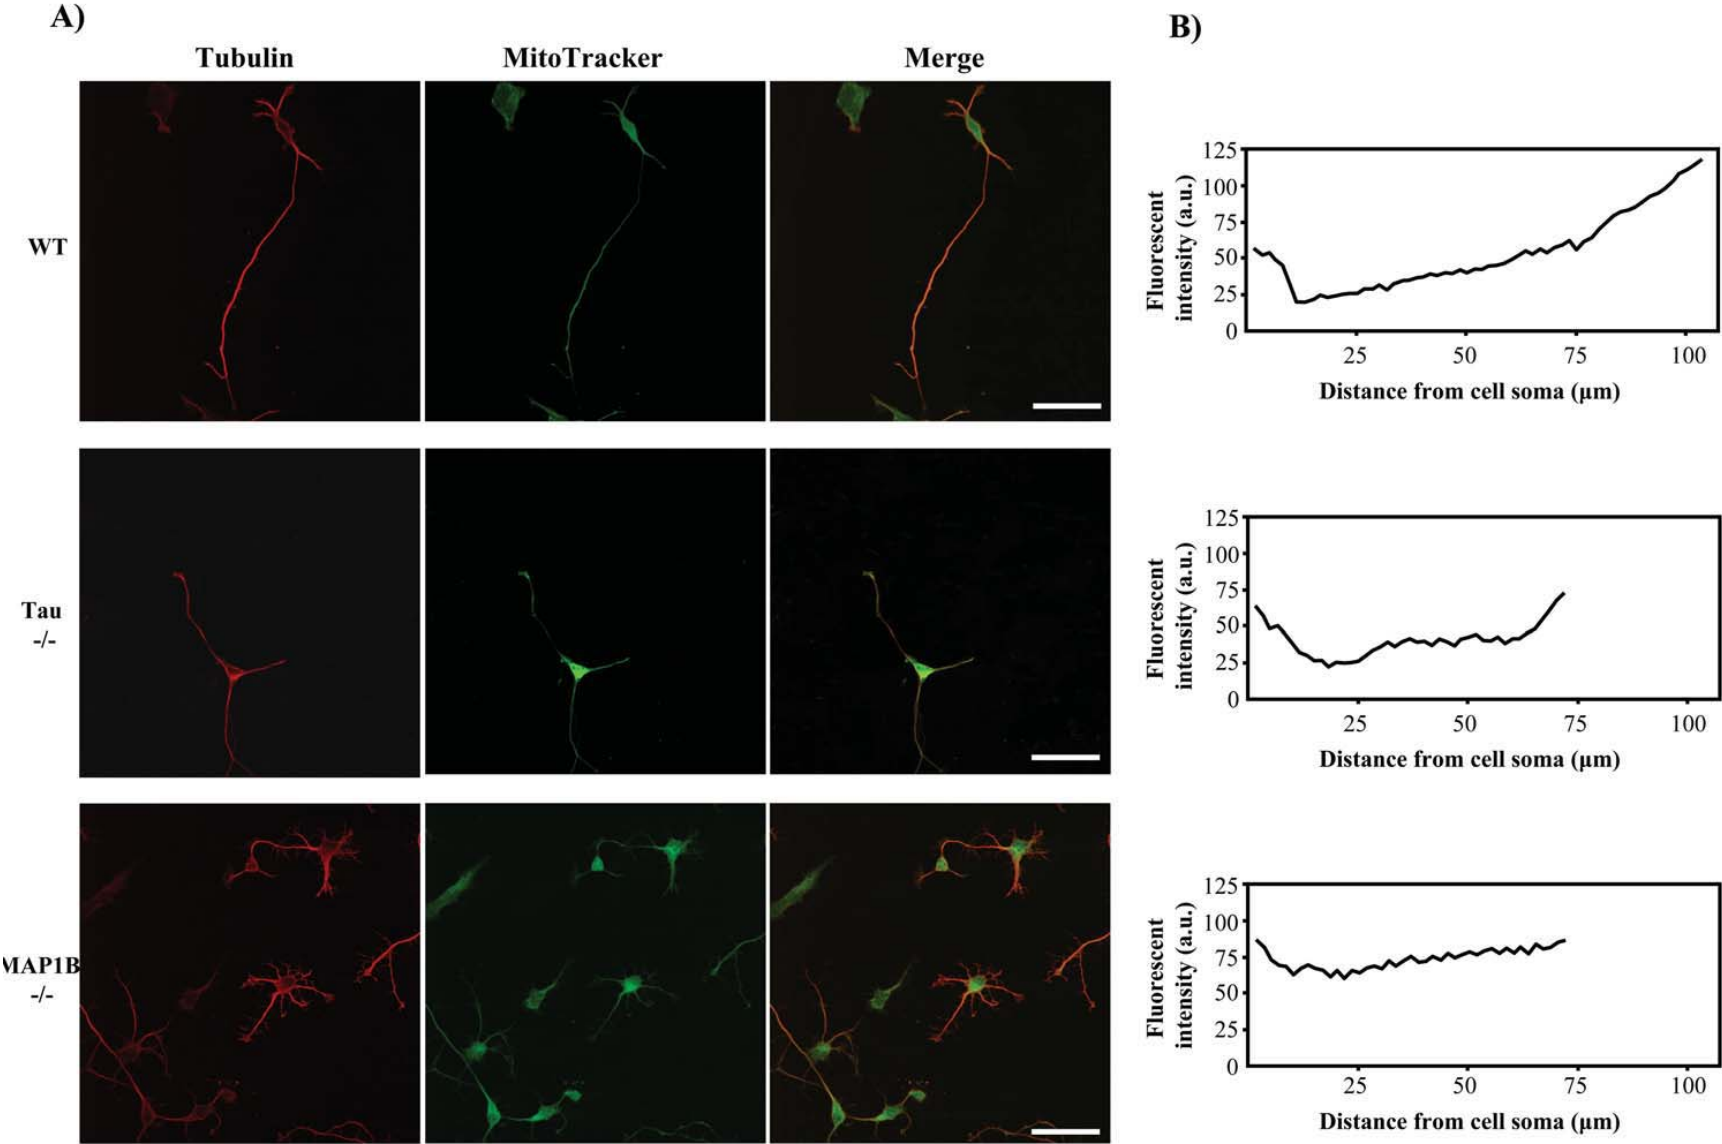 A)
B)
Tubulin
MitoTracker
Merge
WT
125
100
75
50
25
0
Fluorescent
intensity (a.u.)
25 50 75 100
Distance from cell soma (µm)
Tau
-/-
125
100
75
50
25
0
Fluorescent
intensity (a.u.)
25 50 75 100
Distance from cell soma (µm)
MAP1B
-/-
125
100
75
50
25
0
Fluorescent
intensity (a.u.)
25 50 75 100
Distance from cell soma (µm)